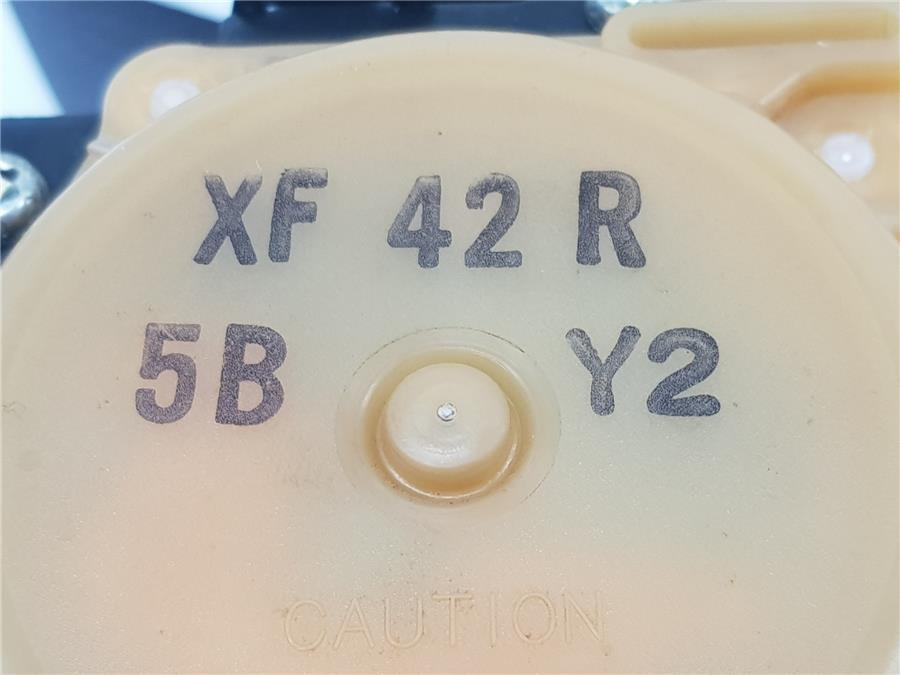 XF 42 R
5B Y2
CAUTION